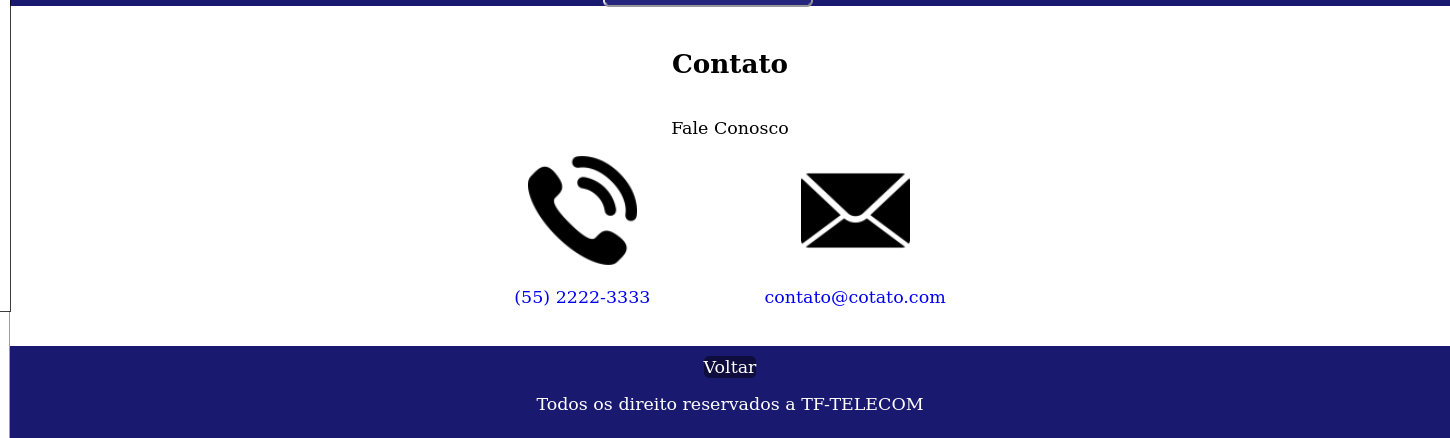 Contato
Fale Conosco
(55) 2222-3333
contato@cotato.com
Voltar
Todos os direito reservados a TF-TELECOM